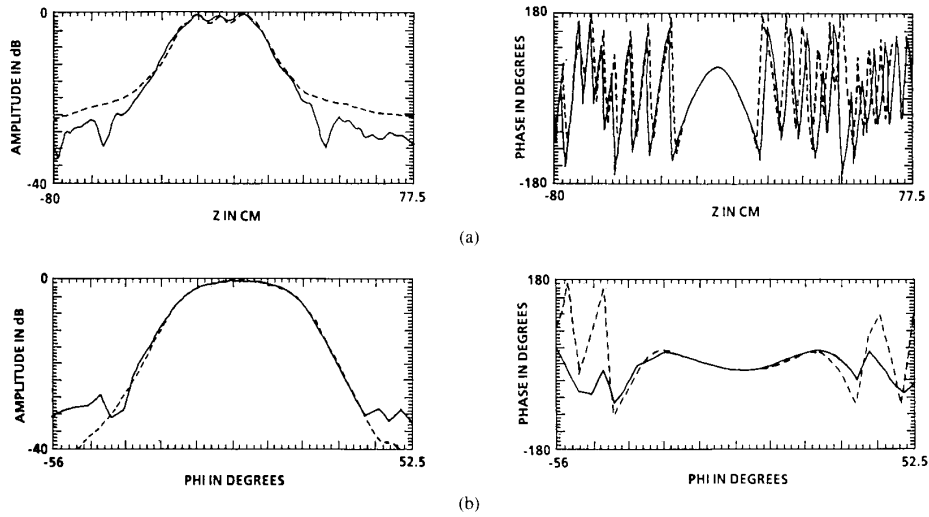 0
AMPLITUDE IN dB
-40
-80
77.5
Z IN CM
180
PHASE IN DEGREES
-180
-80
77.5
Z IN CM
(a)
0
AMPLITUDE IN dB
-40
-56
52.5
PHI IN DEGREES
180
PHASE IN DEGREES
-180
-56
52.5
PHI IN DEGREES
(b)